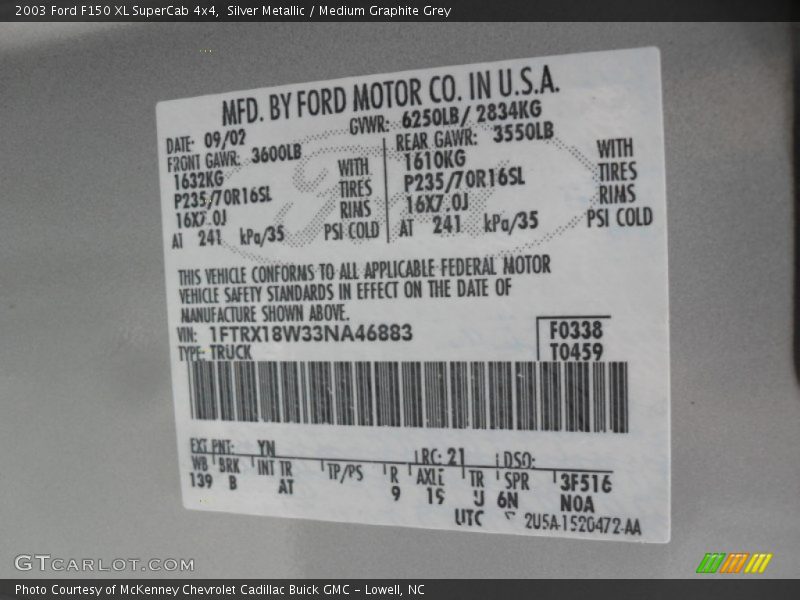 2003 Ford F150 XL SuperCab 4x4,  Silver Metallic / Medium Graphite Grey
MFD. BY FORD MOTOR CO. IN U.S.A.
DATE: 09/02 GVWR: 6250LB/ 2834KG
FRONT GAWR: 3600LB REAR GAWR: 3550LB
1632KG WITH 1610KG WITH
P235/70R16SL TIRES P235/70R16SL TIRES
16X7.0J RIMS 16X7.0J RIMS
AT 241 kPa/35 PSI COLD AT 241 kPa/35 PSI COLD
THIS VEHICLE CONFORMS TO ALL APPLICABLE FEDERAL MOTOR
VEHICLE SAFETY STANDARDS IN EFFECT ON THE DATE OF
MANUFACTURE SHOWN ABOVE.
VIN: 1FTRX18W33NA46883 F0338
TYPE: TRUCK T0459
EXT PNT: YN RC: 21 DSO:
WB BRK INT TR TP/PS R AXLE TR SPR 3F516
139 B AT 9 19 J 6N N0A
UTC 2U5A-1520472-AA
GTCARLOT.COM
Photo Courtesy of McKenney Chevrolet Cadillac Buick GMC - Lowell, NC